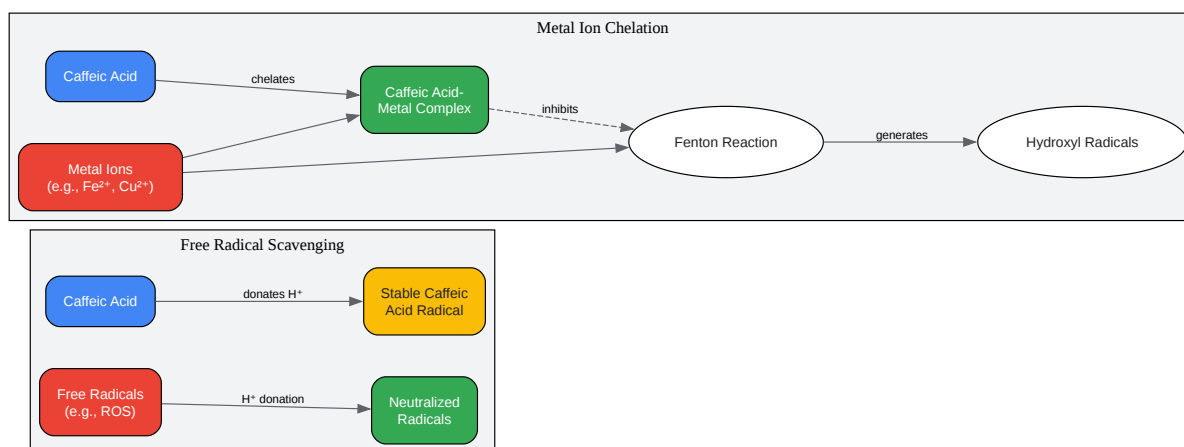 Metal Ion Chelation
Caffeic Acid
chelates
Caffeic Acid-
Metal Complex
inhibits
Metal Ions
(e.g., Fe²⁺, Cu²⁺)
Fenton Reaction
generates
Hydroxyl Radicals
Free Radical Scavenging
Caffeic Acid
donates H⁺
Stable Caffeic
Acid Radical
Free Radicals
(e.g., ROS)
H⁺ donation
Neutralized
Radicals